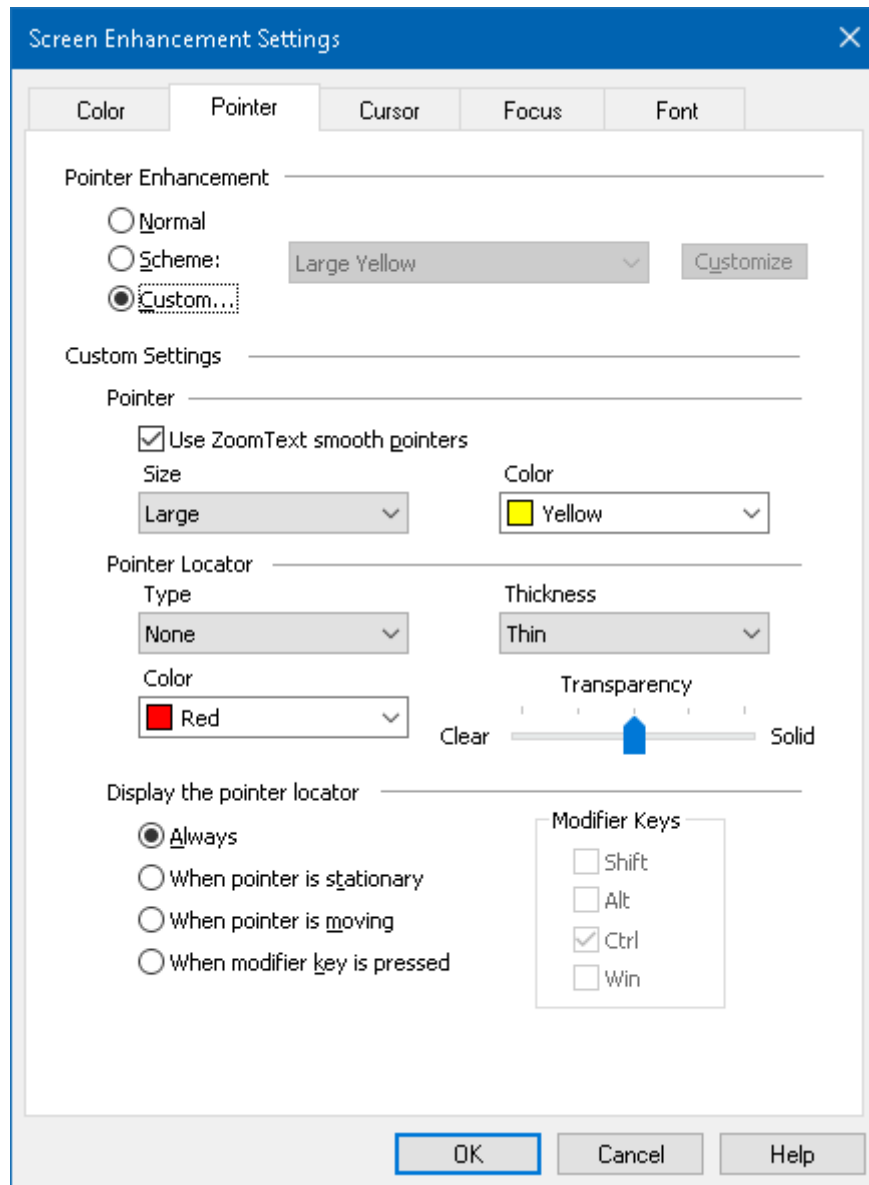 Screen Enhancement Settings
Color Pointer Cursor Focus Font
Pointer Enhancement
Normal
Scheme: Large Yellow Customize
Custom...
Custom Settings
Pointer
Use ZoomText smooth pointers
Size Color
Large Yellow
Pointer Locator
Type Thickness
None Thin
Color Transparency
Red Clear Solid
Display the pointer locator
Modifier Keys
Always
Shift
When pointer is stationary
Alt
When pointer is moving
Ctrl
When modifier key is pressed
Win
OK Cancel Help